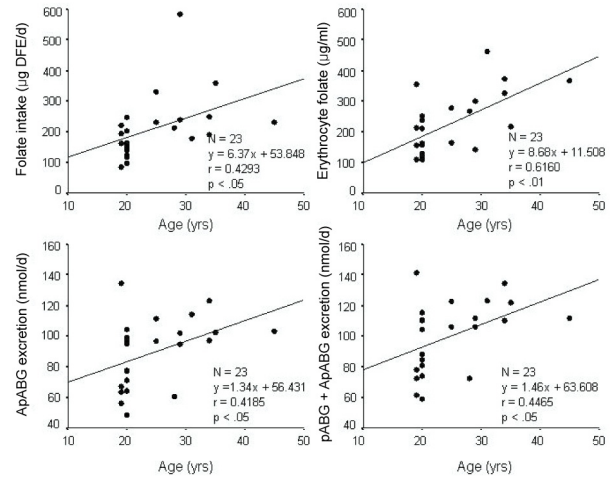 Folate intake (µg DFE/d)
600
500
400
300
200
100
0
N = 23
y = 6.37x + 53.848
r = 0.4293
p < .05
10 20 30 40 50
Age (yrs)
Erythrocyte folate (µg/ml)
600
500
400
300
200
100
0
N = 23
y = 8.68x + 11.508
r = 0.6160
p < .01
10 20 30 40 50
Age (yrs)
ApABG excretion (nmol/d)
160
140
120
100
80
60
40
N = 23
y =1.34x + 56.431
r = 0.4185
p < .05
10 20 30 40 50
Age (yrs)
pABG + ApABG excretion (nmol/d)
160
140
120
100
80
60
40
N = 23
y = 1.46x + 63.608
r = 0.4465
p < .05
10 20 30 40 50
Age (yrs)